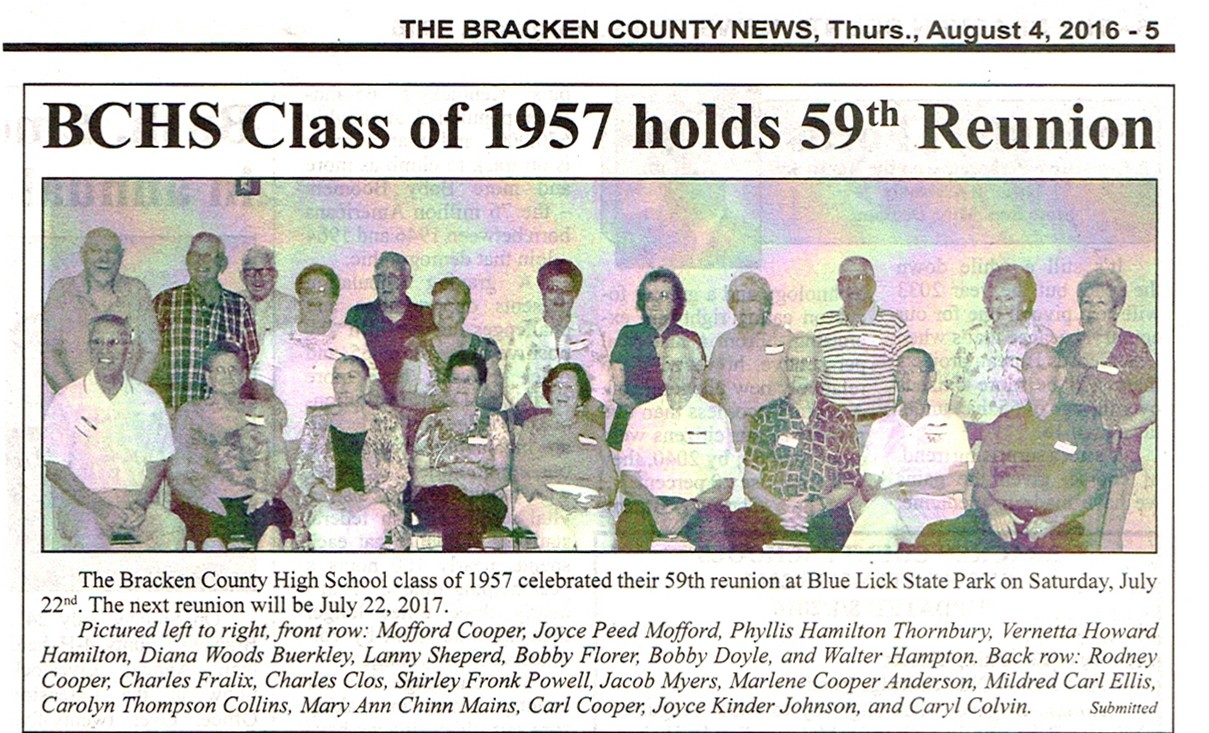 THE BRACKEN COUNTY NEWS, Thurs., August 4, 2016 - 5
BCHS Class of 1957 holds 59th Reunion
The Bracken County High School class of 1957 celebrated their 59th reunion at Blue Lick State Park on Saturday, July
22nd. The next reunion will be July 22, 2017.
Pictured left to right, front row: Mofford Cooper, Joyce Peed Mofford, Phyllis Hamilton Thornbury, Vernetta Howard
Hamilton, Diana Woods Buerkley, Lanny Sheperd, Bobby Florer, Bobby Doyle, and Walter Hampton. Back row: Rodney
Cooper, Charles Fralix, Charles Clos, Shirley Fronk Powell, Jacob Myers, Marlene Cooper Anderson, Mildred Carl Ellis,
Carolyn Thompson Collins, Mary Ann Chinn Mains, Carl Cooper, Joyce Kinder Johnson, and Caryl Colvin. Submitted